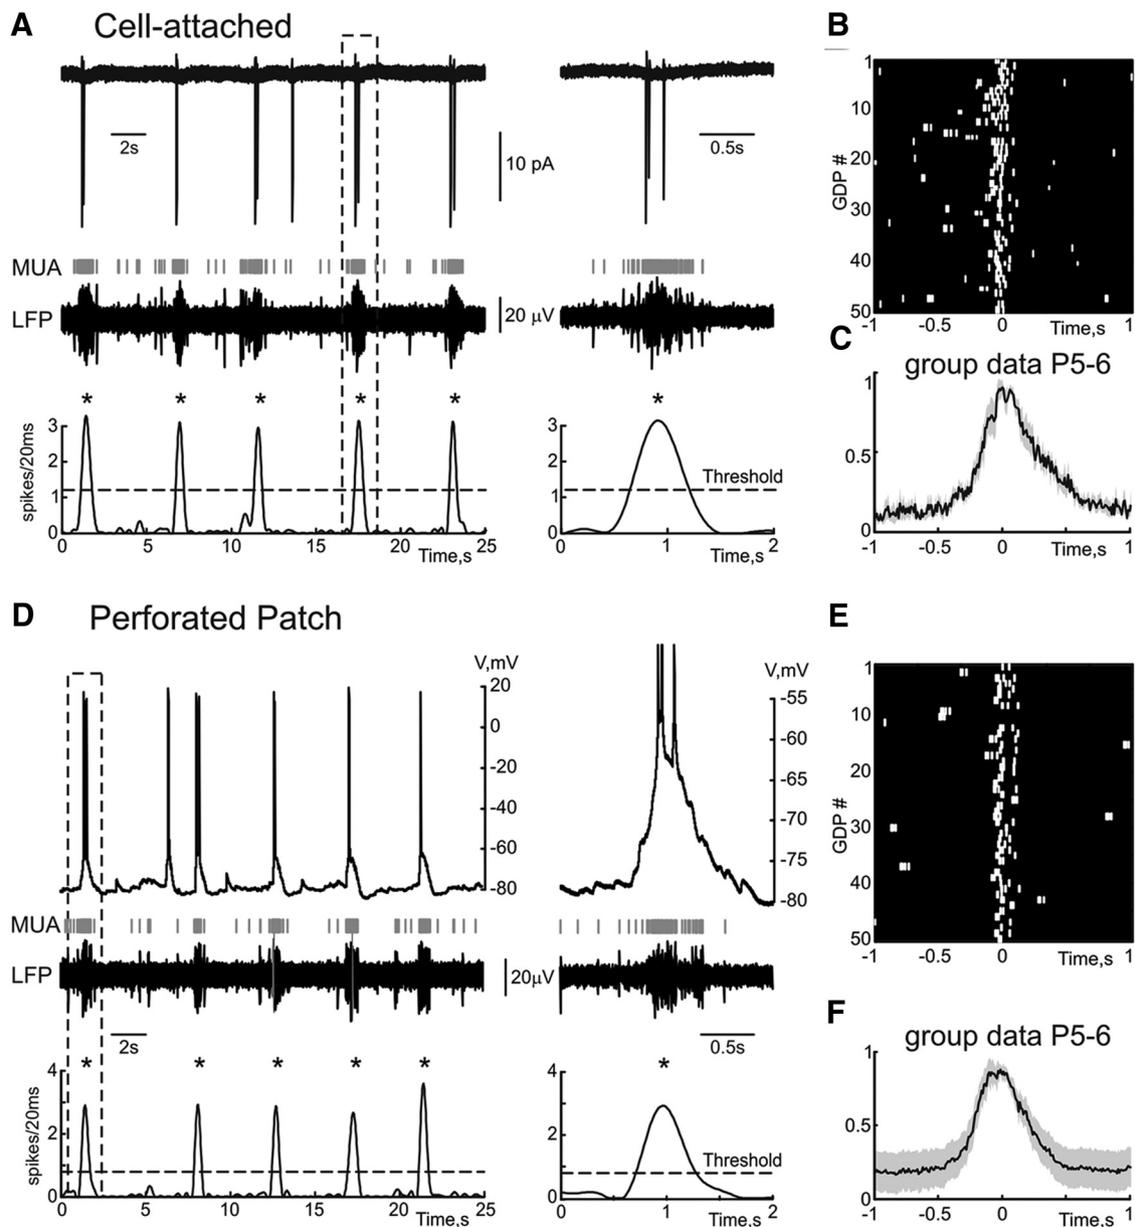 A Cell-attached
2s
10 pA
0.5s
MUA
LFP
20 μV
* * * * * *
3 2 1 0
spikes/20ms
Threshold
3 2 1 0
0 5 10 15 20 25
Time,s
0 1 2
Time,s
B
1 10 20 30 40 50
GDP #
-1 -0.5 0 1
Time,s
C
group data P5-6
1 0.5 0
-1 -0.5 0 1
Time,s
D Perforated Patch
V,mV
20 0 -20 -40 -60 -80
V,mV
-55 -60 -65 -70 -75 -80
MUA
LFP
20μV
2s
0.5s
* * * * * *
4 2 0
spikes/20ms
Threshold
4 2 0
0 5 10 15 20 25
Time,s
0 1 2
Time,s
E
1 10 20 30 40 50
GDP #
-1 -0.5 0 1
Time,s
F
group data P5-6
1 0.5 0
-1 -0.5 0 1
Time,s